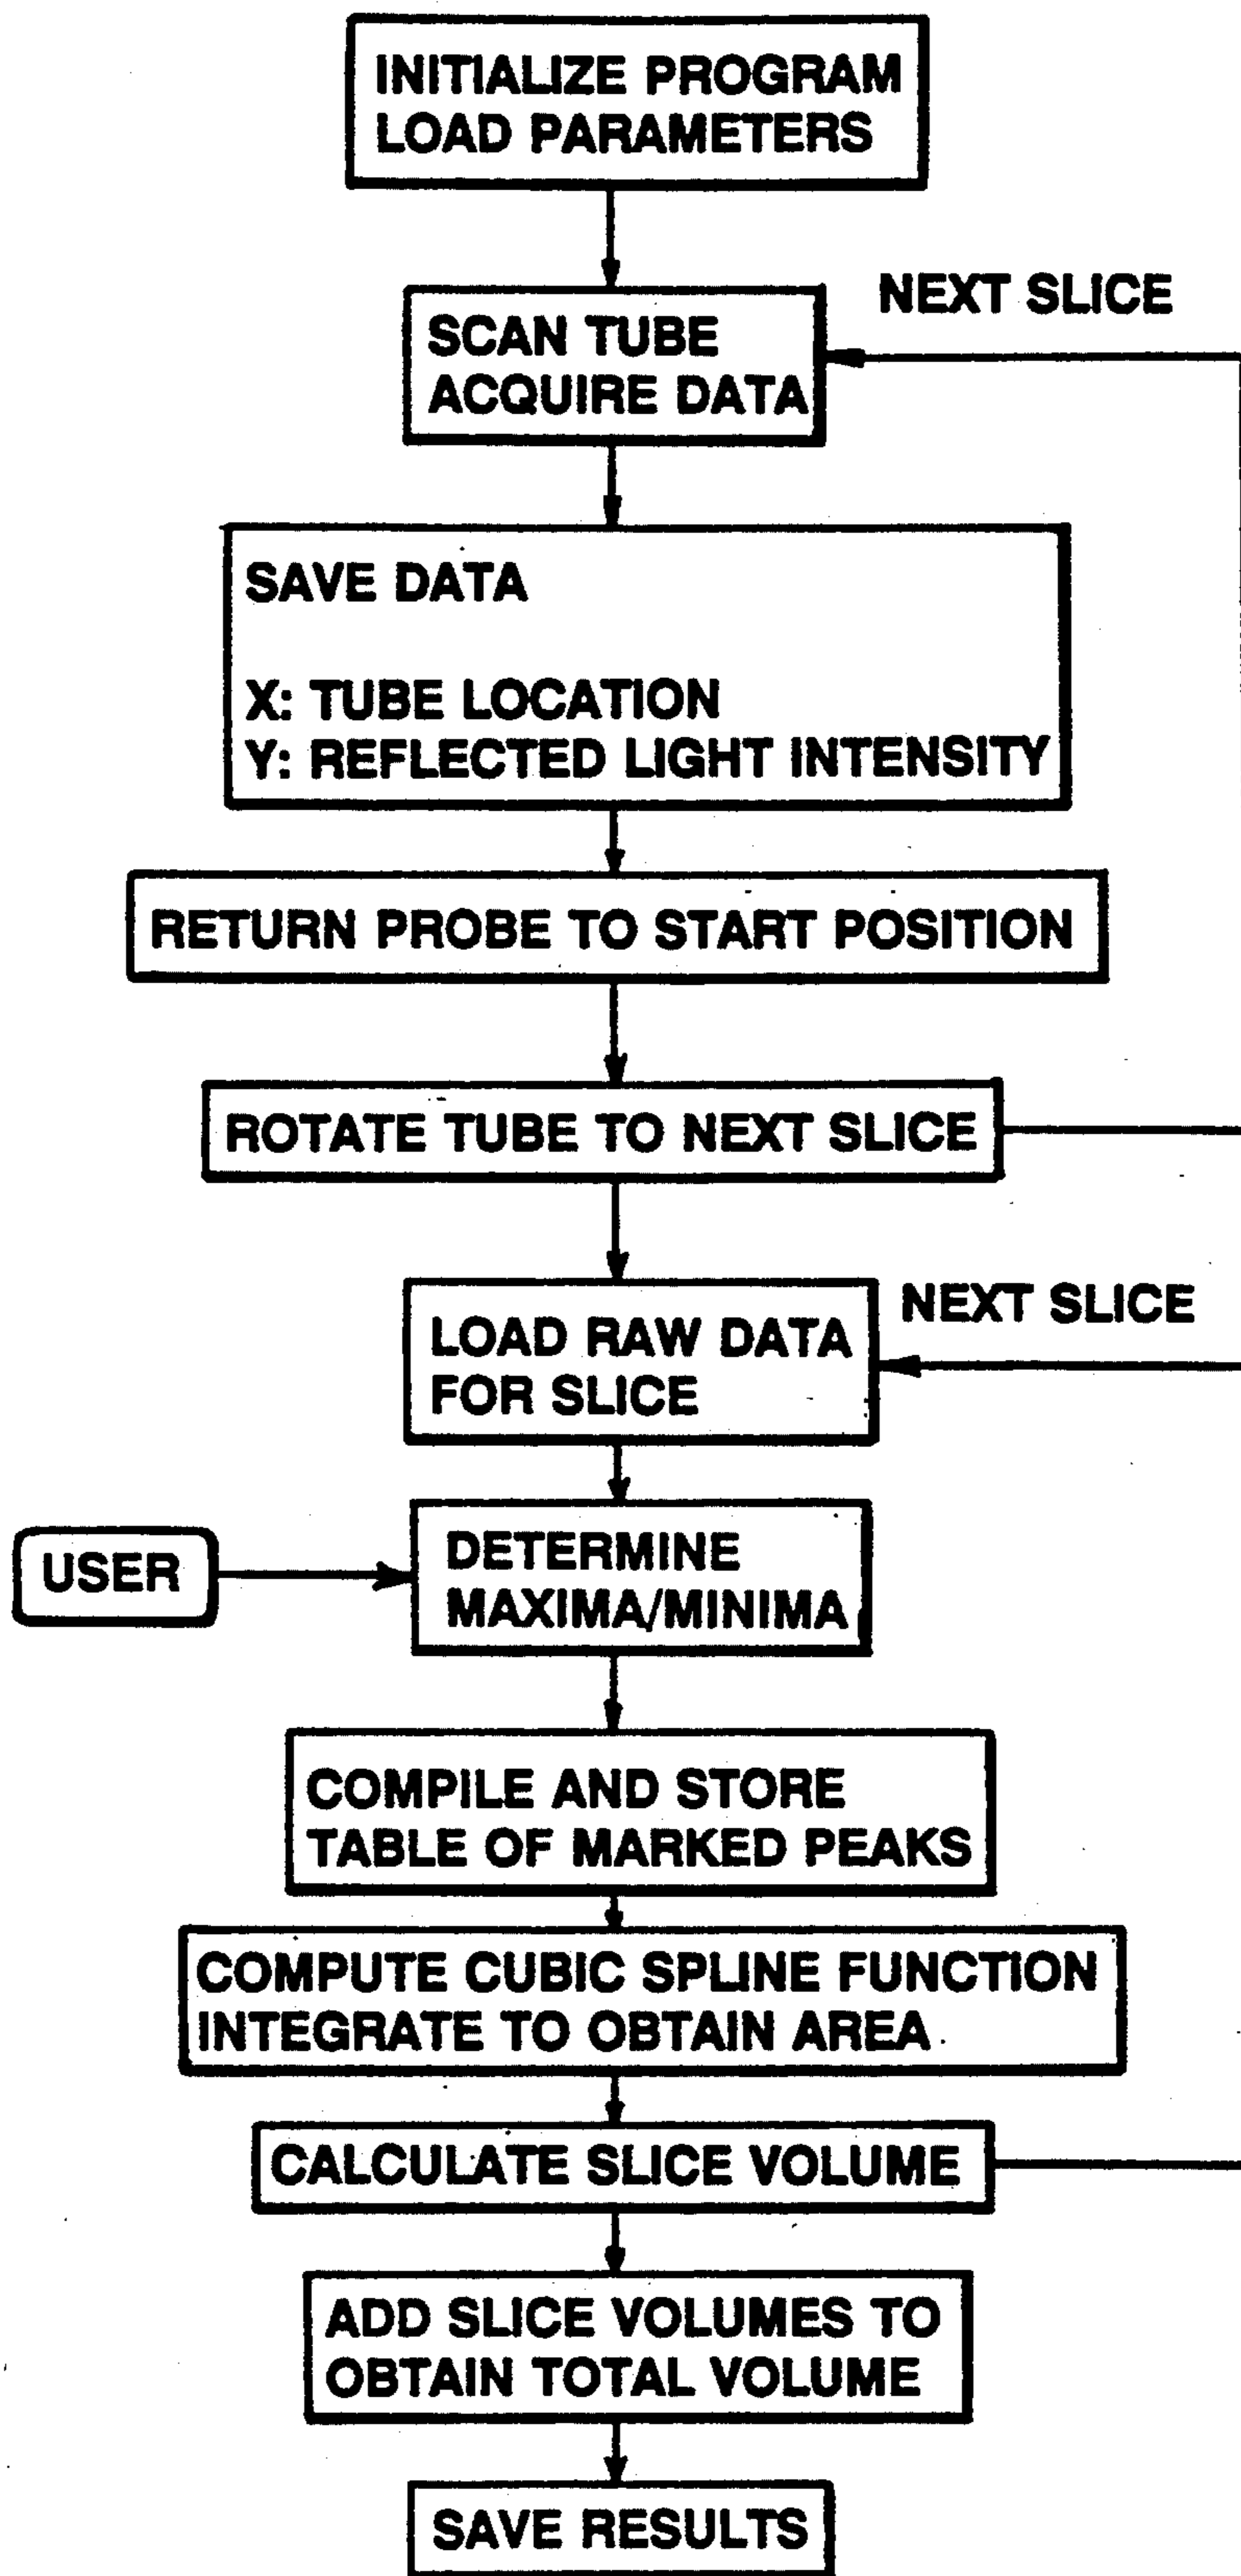 INITIALIZE PROGRAM
LOAD PARAMETERS
NEXT SLICE
SCAN TUBE
ACQUIRE DATA
SAVE DATA
X: TUBE LOCATION
Y: REFLECTED LIGHT INTENSITY
RETURN PROBE TO START POSITION
ROTATE TUBE TO NEXT SLICE
NEXT SLICE
LOAD RAW DATA
FOR SLICE
USER
DETERMINE
MAXIMA/MINIMA
COMPILE AND STORE
TABLE OF MARKED PEAKS
COMPUTE CUBIC SPLINE FUNCTION
INTEGRATE TO OBTAIN AREA
CALCULATE SLICE VOLUME
ADD SLICE VOLUMES TO
OBTAIN TOTAL VOLUME
SAVE RESULTS